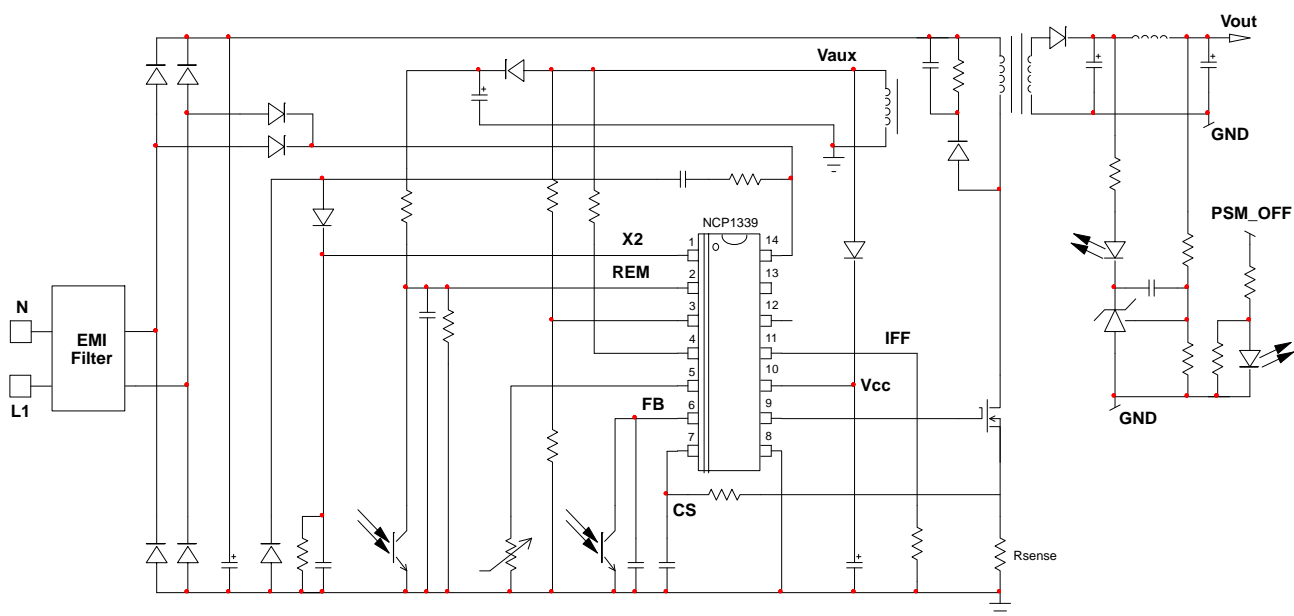 Vout
Vaux
GND
PSM_OFF
NCP1339
X2
REM
1
2
3
4
5
6
7
14
13
12
11
10
9
8
N
EMI
Filter
L1
IFF
Vcc
FB
GND
CS
Rsense
+
+
+
+
+
O